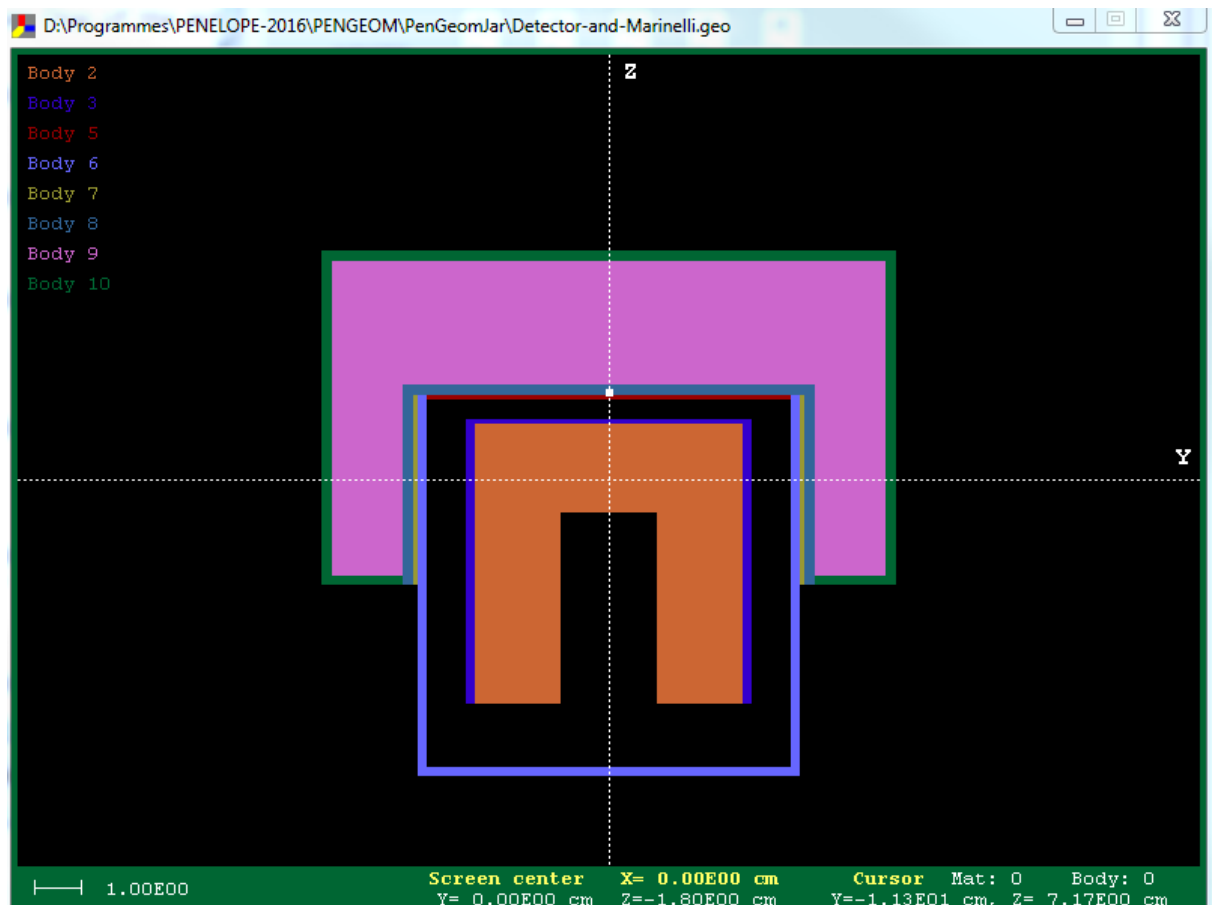 D:\Programmes\PENELOPE-2016\PENGEOM\PenGeomJar\Detector-and-Marinelli.geo
Z
Body 2
Body 3
Body 5
Body 6
Body 7
Body 8
Body 9
Body 10
Y
1.00E00
Screen center X= 0.00E00 cm Cursor Mat: 0 Body: 0
Y= 0.00E00 cm Z=-1.80E00 cm Y=-1.13E01 cm, Z= 7.17E00 cm